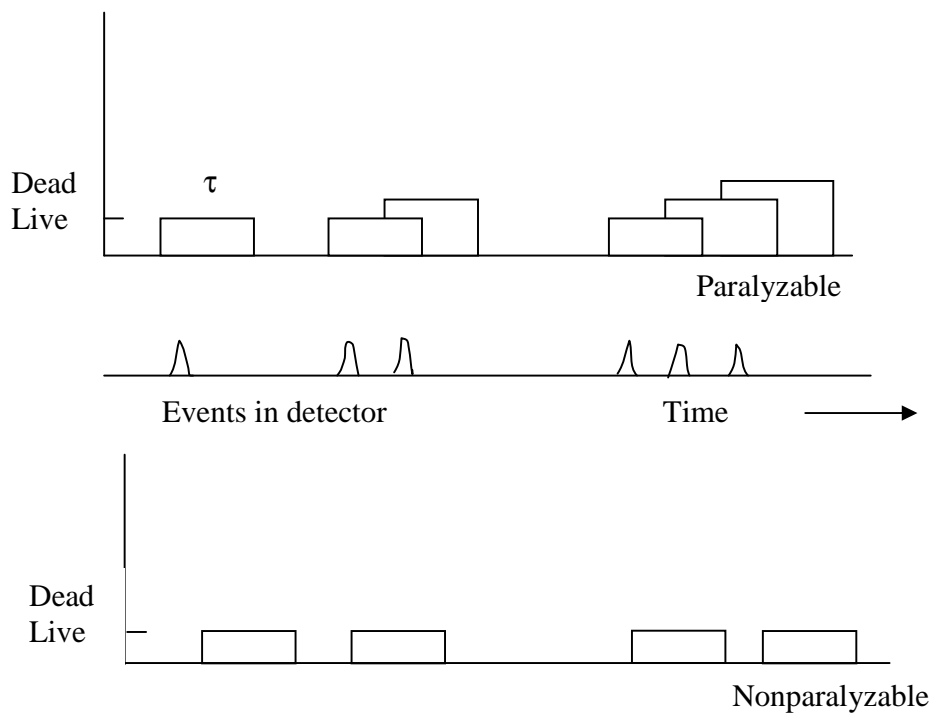 τ
Dead
Live
Paralyzable
Events in detector
Time
Dead
Live
Nonparalyzable